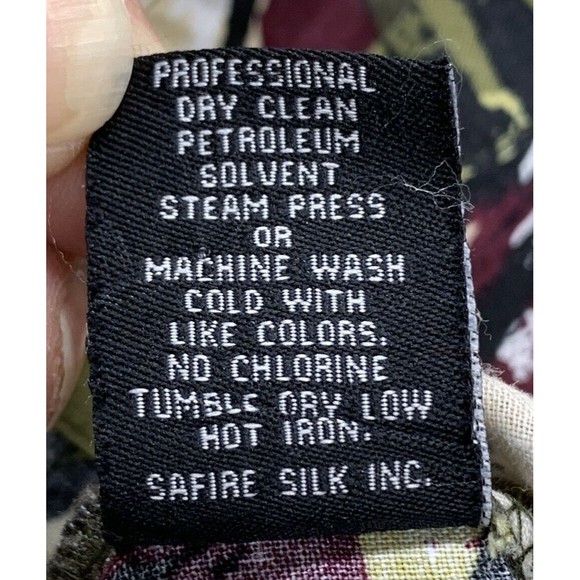 PROFESSIONAL
DRY CLEAN
PETROLEUM
SOLVENT
STEAM PRESS
OR
MACHINE WASH
COLD WITH
LIKE COLORS.
NO CHLORINE
TUMBLE DRY LOW
HOT IRON.
SAFIRE SILK INC.